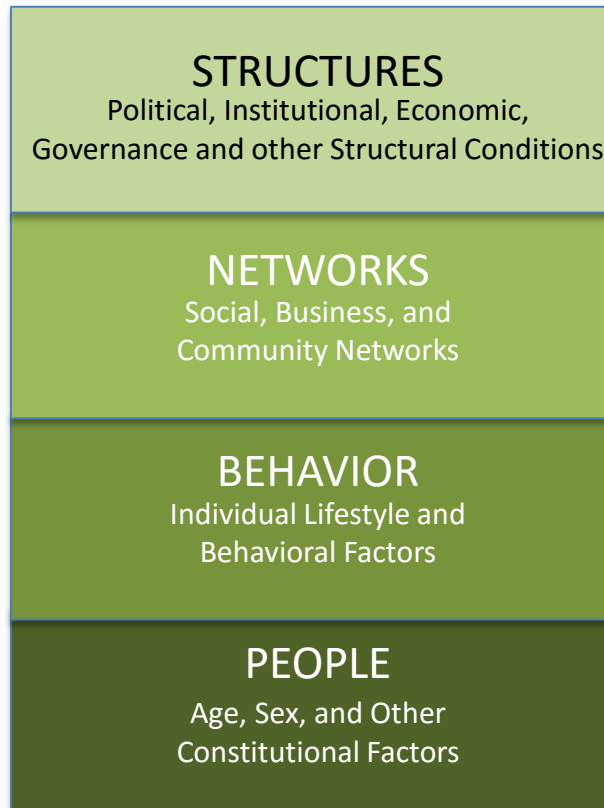 STRUCTURES
Political, Institutional, Economic,
Governance and other Structural Conditions
NETWORKS
Social, Business, and
Community Networks
BEHAVIOR
Individual Lifestyle and
Behavioral Factors
PEOPLE
Age, Sex, and Other
Constitutional Factors